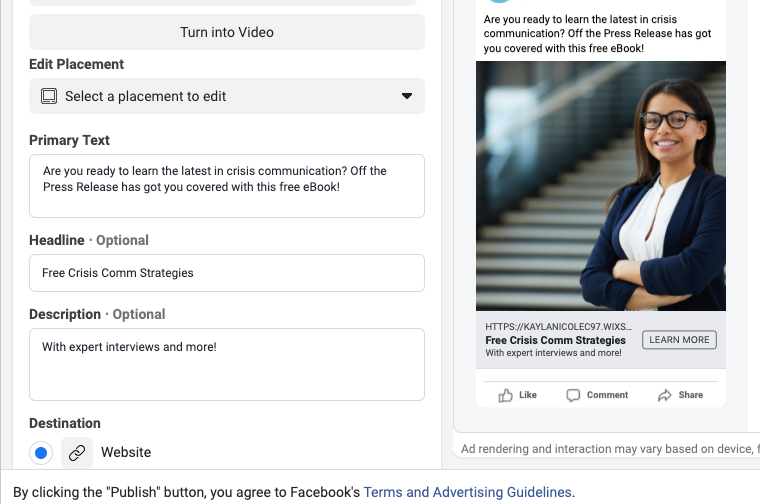 Turn into Video
Edit Placement
Select a placement to edit
Primary Text
Are you ready to learn the latest in crisis communication? Off the
Press Release has got you covered with this free eBook!
Headline · Optional
Free Crisis Comm Strategies
Description · Optional
With expert interviews and more!
Destination
Website
Are you ready to learn the latest in crisis
communication? Off the Press Release has got
you covered with this free eBook!
HTTPS://KAYLANICOLEC97.WIXS...
Free Crisis Comm Strategies
With expert interviews and more!
LEARN MORE
Like
Comment
Share
Ad rendering and interaction may vary based on device, f
By clicking the "Publish" button, you agree to Facebook's Terms and Advertising Guidelines.